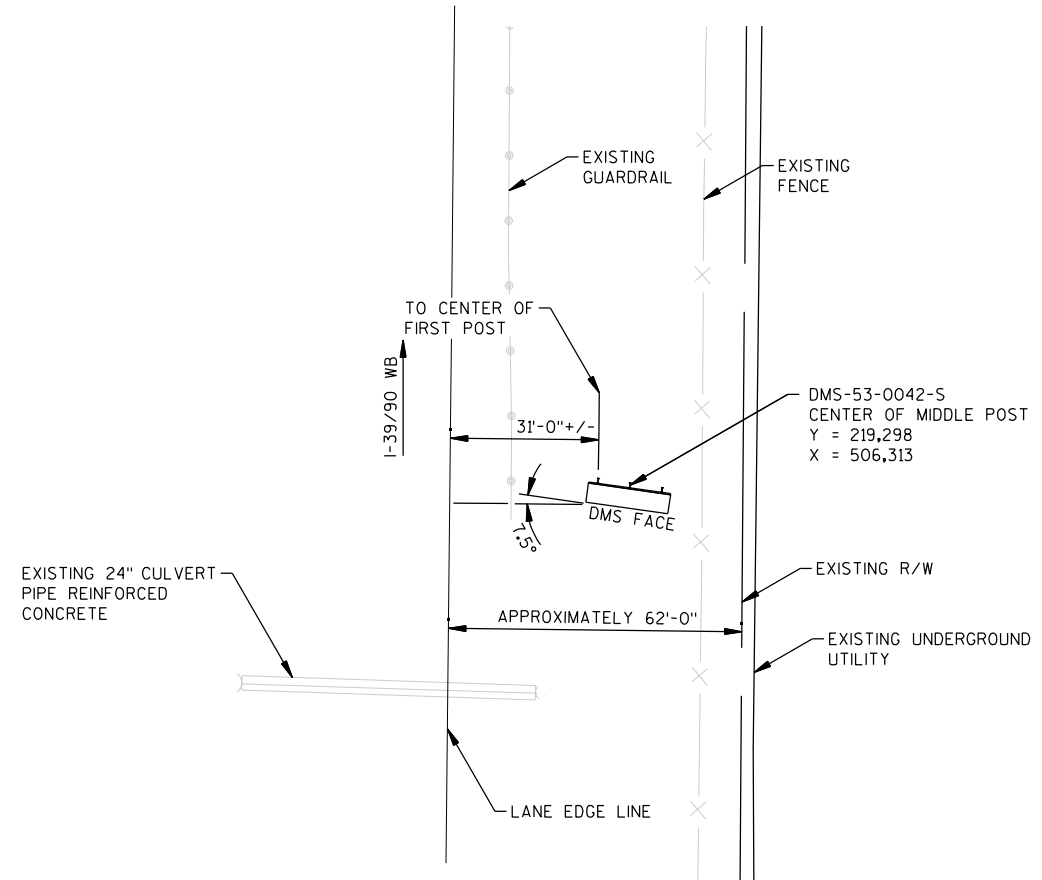 EXISTING
GUARDRAIL
EXISTING
FENCE
TO CENTER OF
FIRST POST
I-39/90 WB
DMS-53-0042-S
CENTER OF MIDDLE POST
Y = 219,298
X = 506,313
31'-0"+/-
DMS FACE
7.5°
EXISTING 24" CULVERT
PIPE REINFORCED
CONCRETE
EXISTING R/W
APPROXIMATELY 62'-0"
EXISTING UNDERGROUND
UTILITY
LANE EDGE LINE